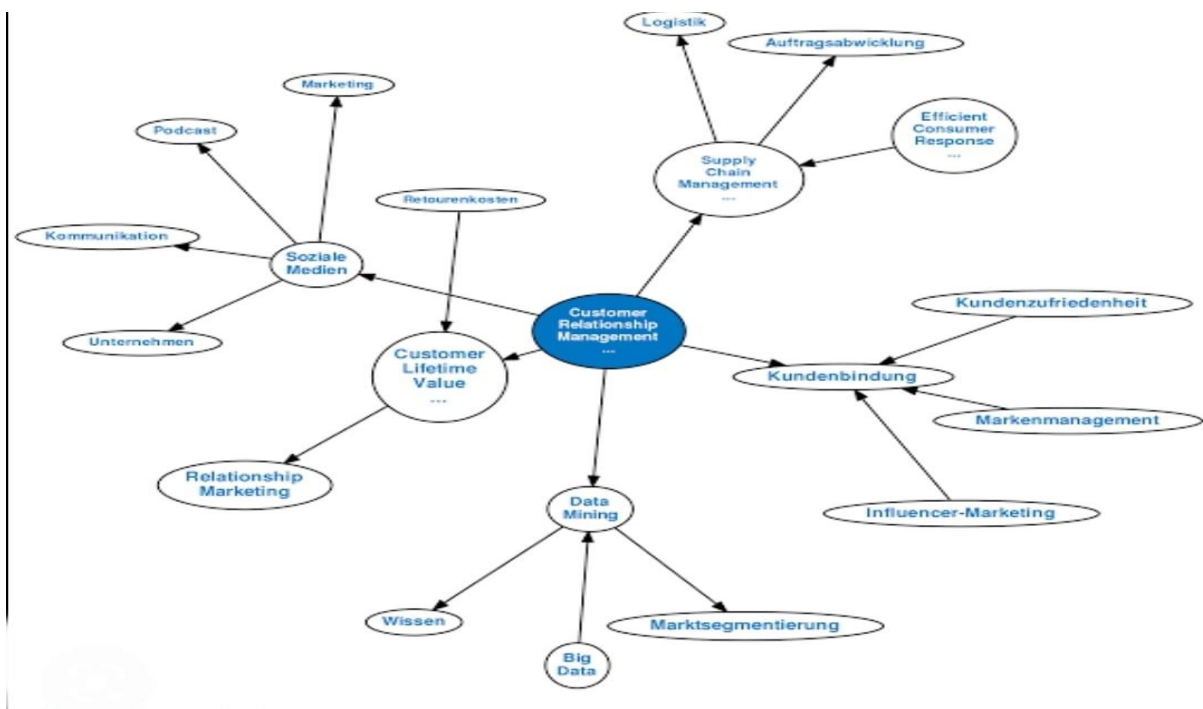 Logistik
Auftragsabwicklung
Marketing
Efficient
Consumer
Response
...
Podcast
Supply
Chain
Management
...
Retourenkosten
Kommunikation
Soziale
Medien
Kundenzufriedenheit
Customer
Relationship
Management
...
Unternehmen
Customer
Lifetime
Value
...
Kundenbindung
Markenmanagement
Relationship
Marketing
Data
Mining
Influencer-Marketing
Wissen
Marktsegmentierung
Big
Data